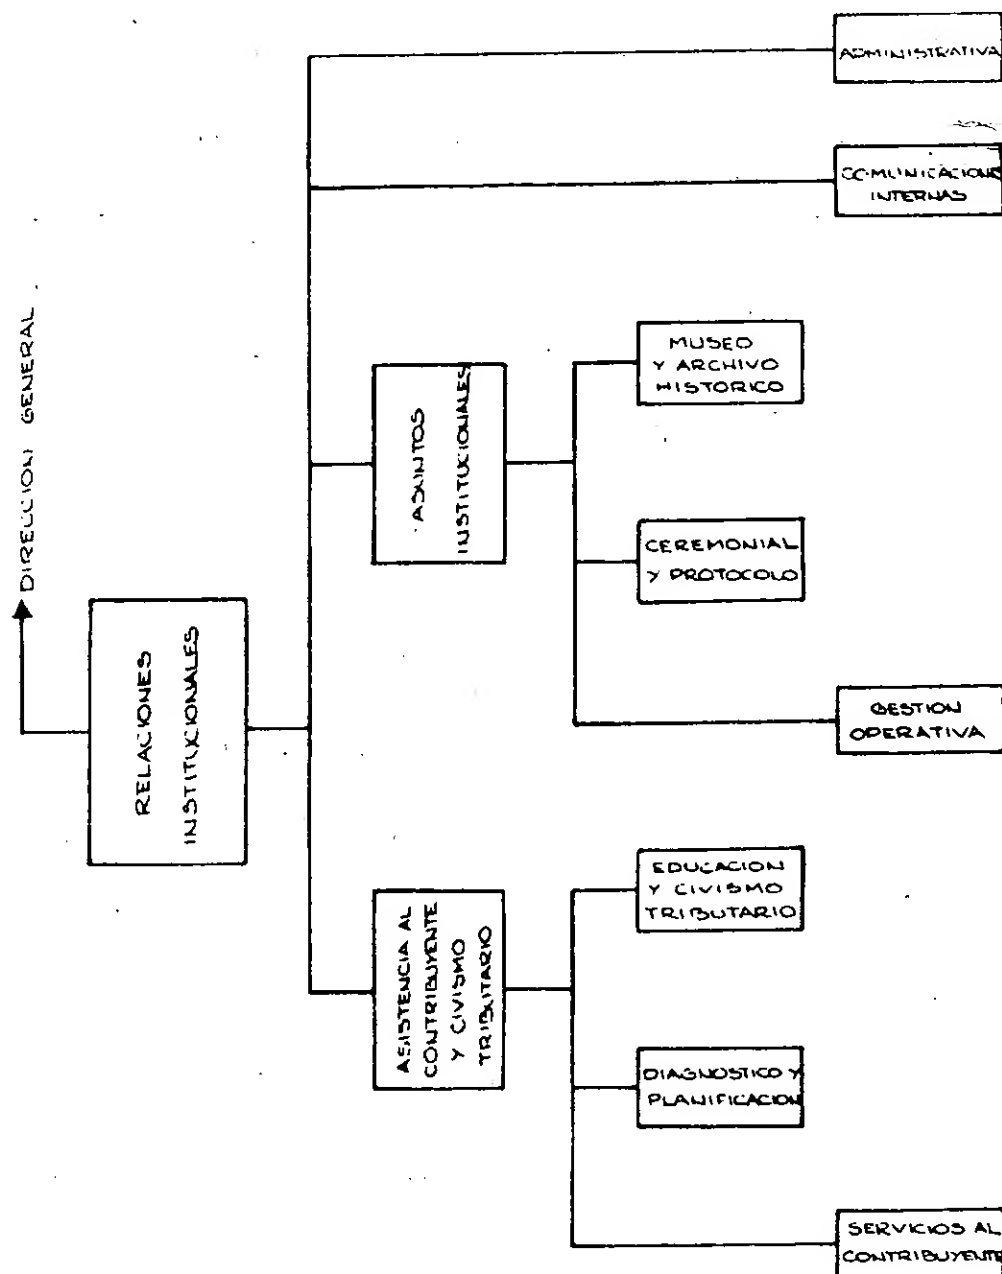 DIRECCION GENERAL
RELACIONES
INSTITUCIONALES
ASISTENCIA AL
CONTRIBUYENTE
Y CIVISMO
TRIBUTARIO
ASUNTOS
INSTITUCIONALES
EDUCACION
Y CIVISMO
TRIBUTARIO
DIAGNOSTICO Y
PLANIFICACION
SERVICIOS AL
CONTRIBUYENTE
MUSEO
Y ARCHIVO
HISTORICO
CEREMONIAL
Y PROTOCOLO
GESTION
OPERATIVA
COMUNICACIONES
INTERNAS
ADMINISTRATIVA